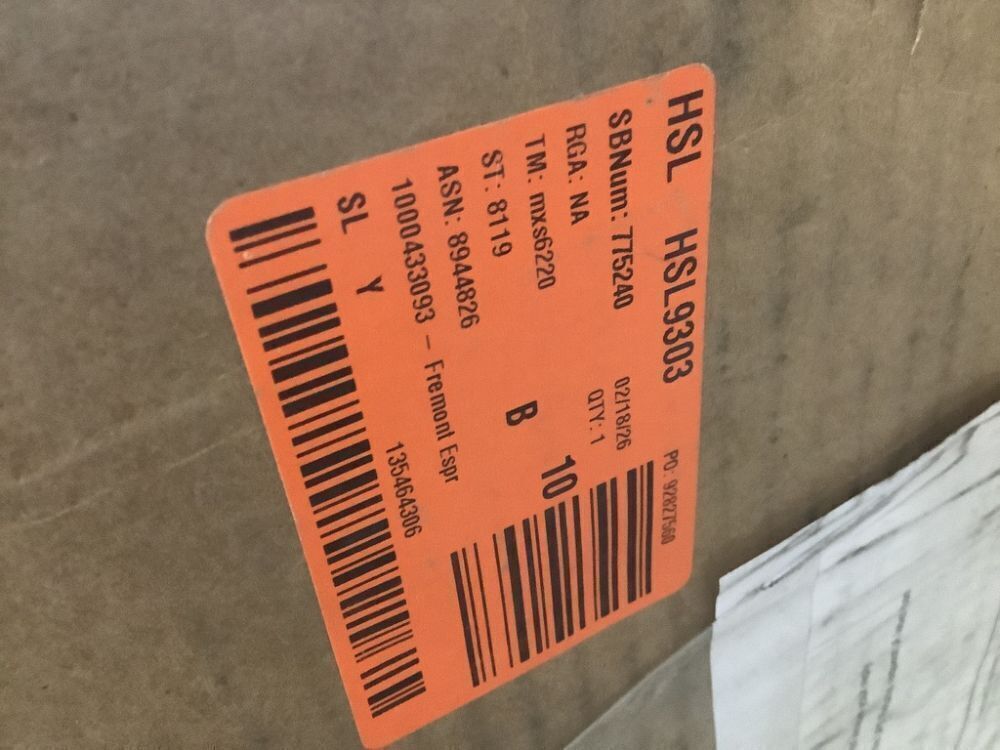 HSL HSL9303 PO: 92827560
SBNum: 775240 02/18/26
RGA: NA QTY: 1
TM: mxs6220
ST: 8119 B 10
ASN: 8944826
1000433093 – Fremont Espr
SL Y 135464306